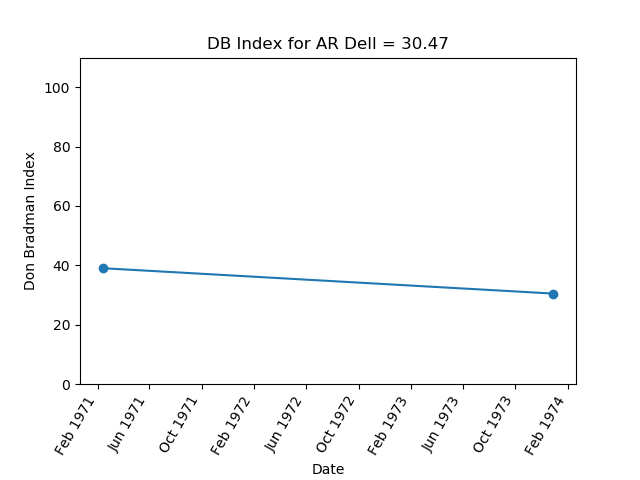 DB Index for AR Dell = 30.47
100
80
60
40
20
0
Don Bradman Index
Feb 1971
Jun 1971
Oct 1971
Feb 1972
Jun 1972
Oct 1972
Feb 1973
Jun 1973
Oct 1973
Feb 1974
Date